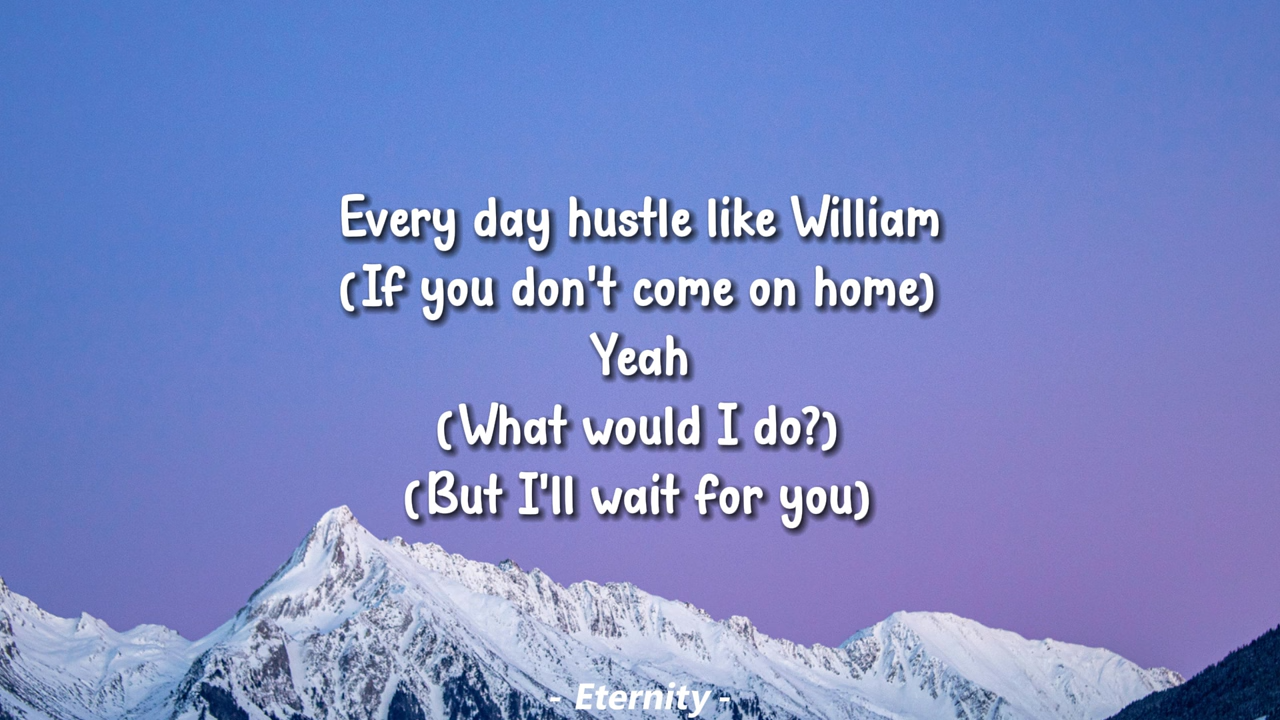 Every day hustle like William
(If you don't come on home)
Yeah
(What would I do?)
(But I'll wait for you)
- Eternity -